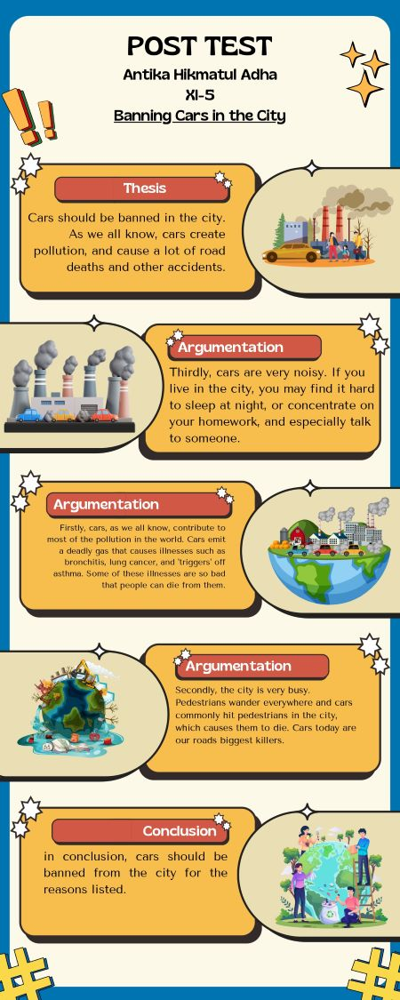 POST TEST
Antika Hikmatul Adha
XI-5
Banning Cars in the City
Thesis
Cars should be banned in the city.
As we all know, cars create
pollution, and cause a lot of road
deaths and other accidents.
Argumentation
Thirdly, cars are very noisy. If you
live in the city, you may find it hard
to sleep at night, or concentrate on
your homework, and especially talk
to someone.
Argumentation
Firstly, cars, as we all know, contribute to
most of the pollution in the world. Cars emit
a deadly gas that causes illnesses such as
bronchitis, lung cancer, and 'triggers' off
asthma. Some of these illnesses are so bad
that people can die from them.
Argumentation
Secondly, the city is very busy.
Pedestrians wander everywhere and cars
commonly hit pedestrians in the city,
which causes them to die. Cars today are
our roads biggest killers.
Conclusion
in conclusion, cars should be
banned from the city for the
reasons listed.